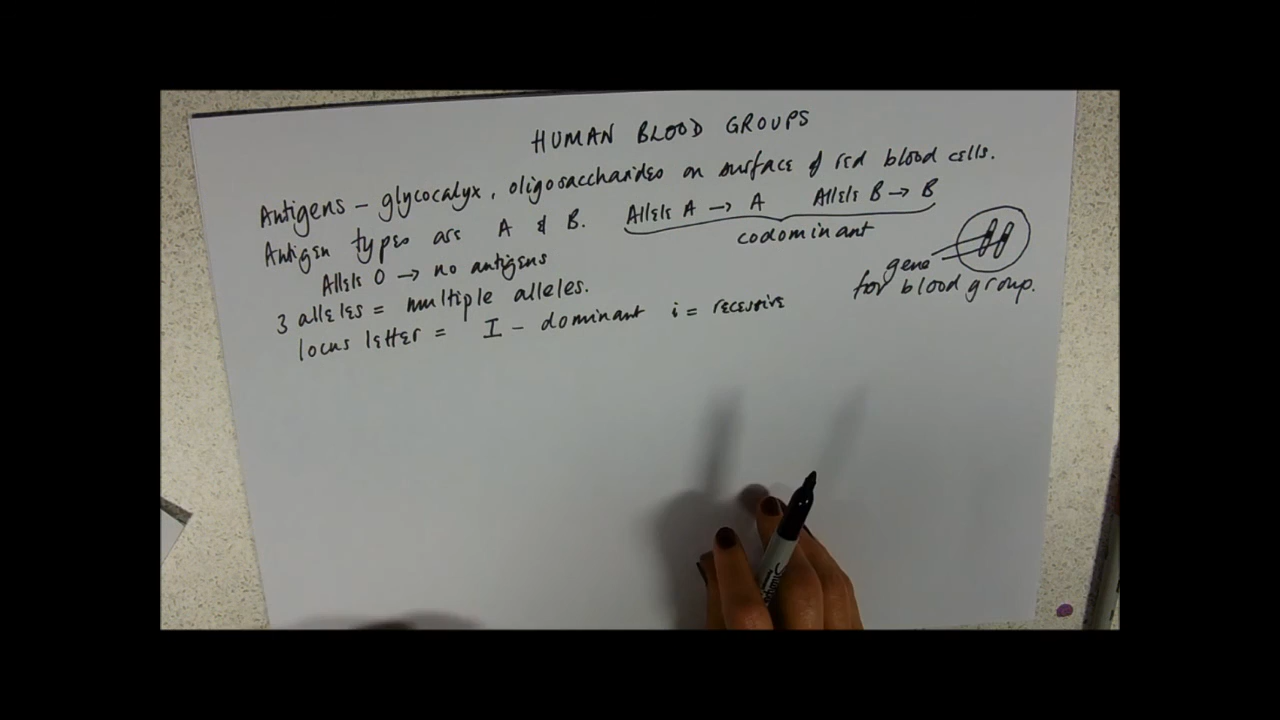 HUMAN BLOOD GROUPS
Antigens - glycocalyx, oligosaccharides on surface of red blood cells.
Antigen types are A & B. Allele A → A Allele B → B
codominant
Allele O → no antigens
gene
for blood group.
3 alleles = multiple alleles.
locus letter = I - dominant i = recessive